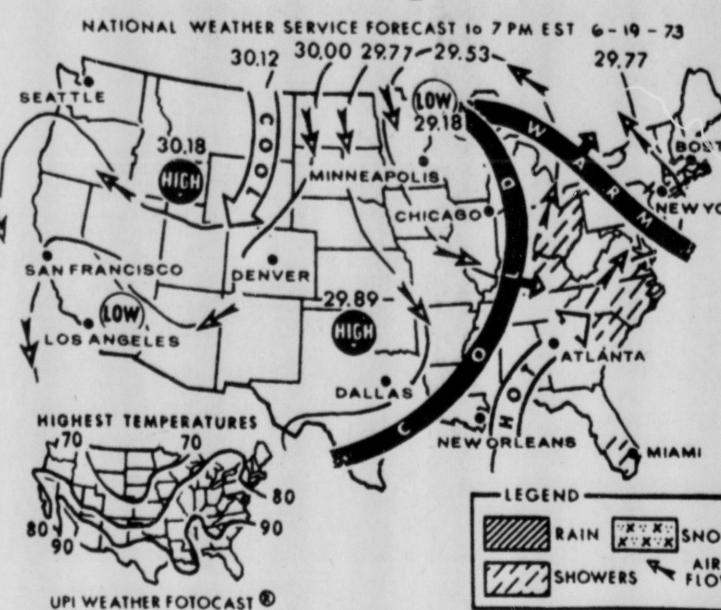 NATIONAL WEATHER SERVICE FORECAST to 7 PM EST 6-19-73
30.12 30.00 29.77 29.53 29.77
SEATTLE
LOW
29.18
COOL
WARM
30.18
HIGH
MINNEAPOLIS
BOST
CHICAGO
NEW YO
COLD
SAN FRANCISCO
DENVER
29.89
LOW
HIGH
LOS ANGELES
ATLANTA
DALLAS
HOT
NEW ORLEANS
MIAMI
HIGHEST TEMPERATURES
70 70
80
80 90
90
LEGEND
RAIN SNO
SHOWERS AIR
FLOW
UPI WEATHER FOTOCAST ®